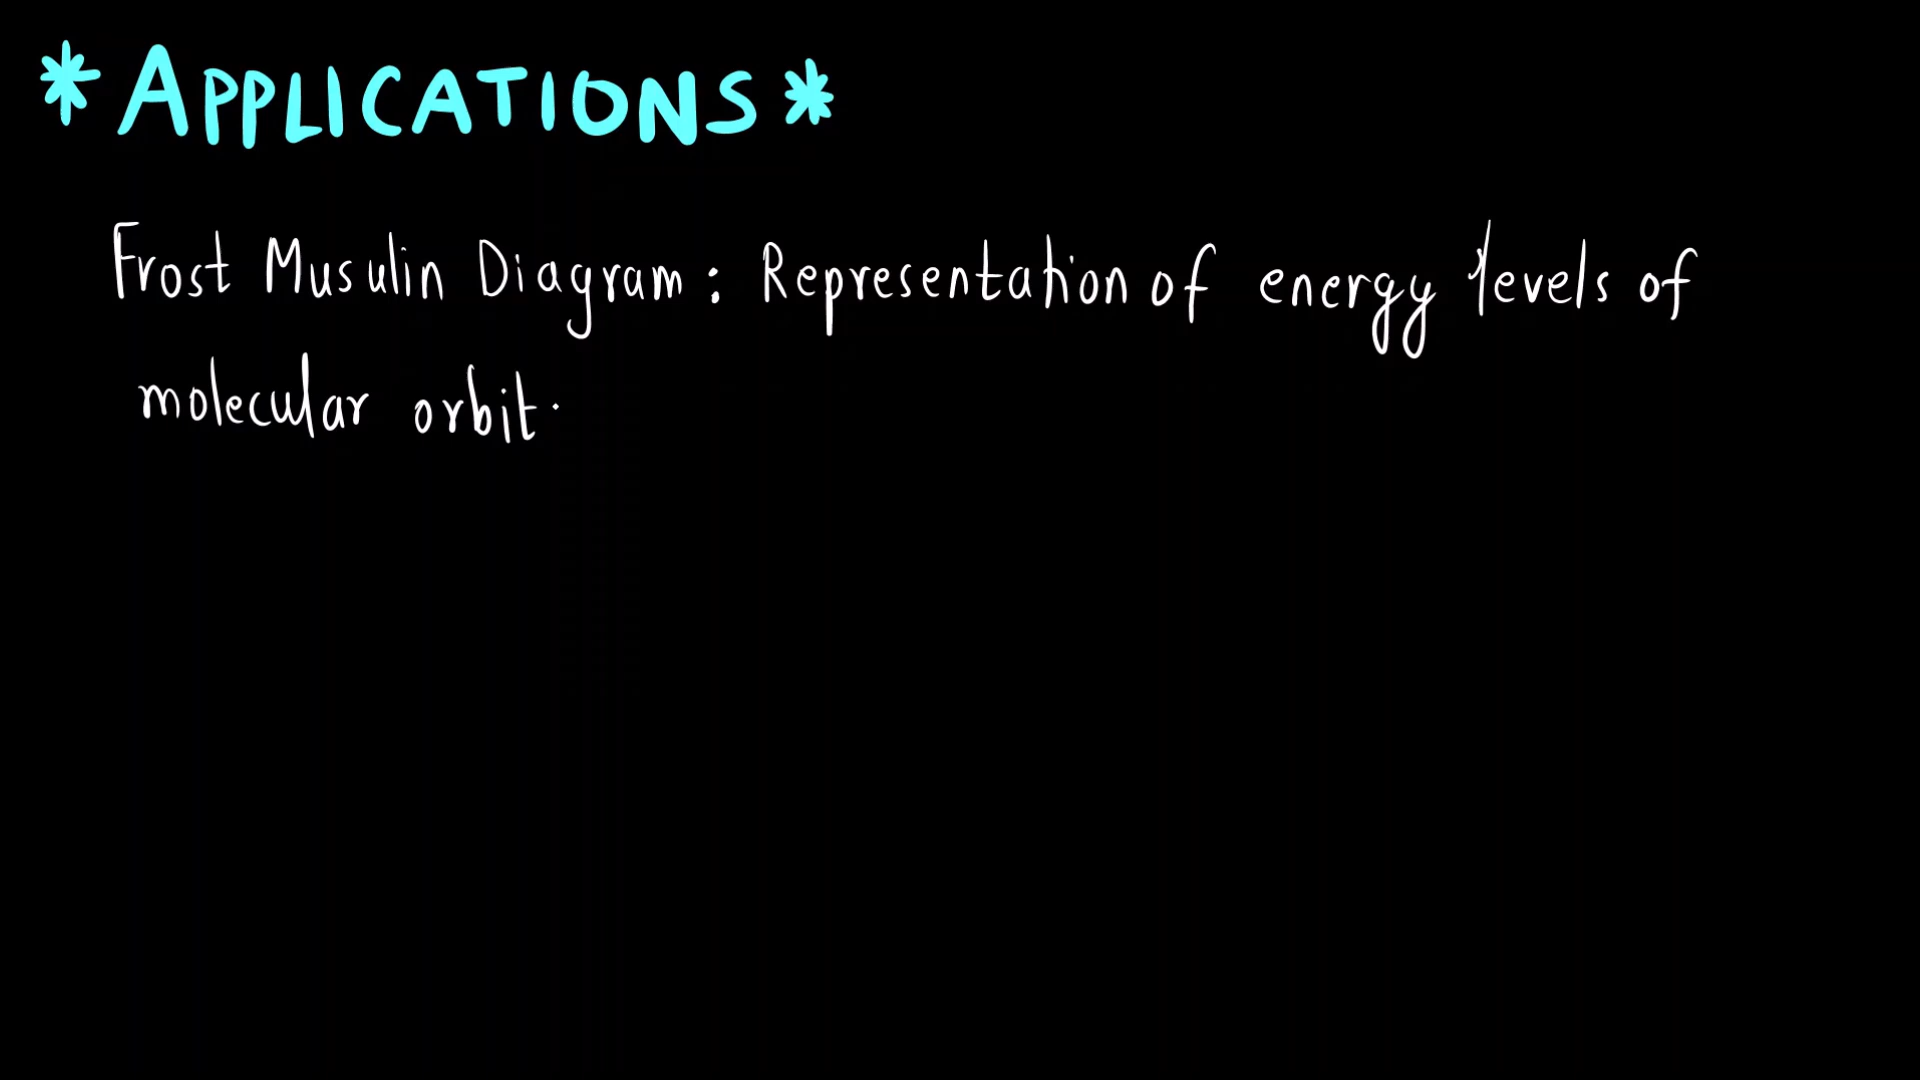 *APPLICATIONS*
Frost Musulin Diagram: Representation of energy levels of
molecular orbit.